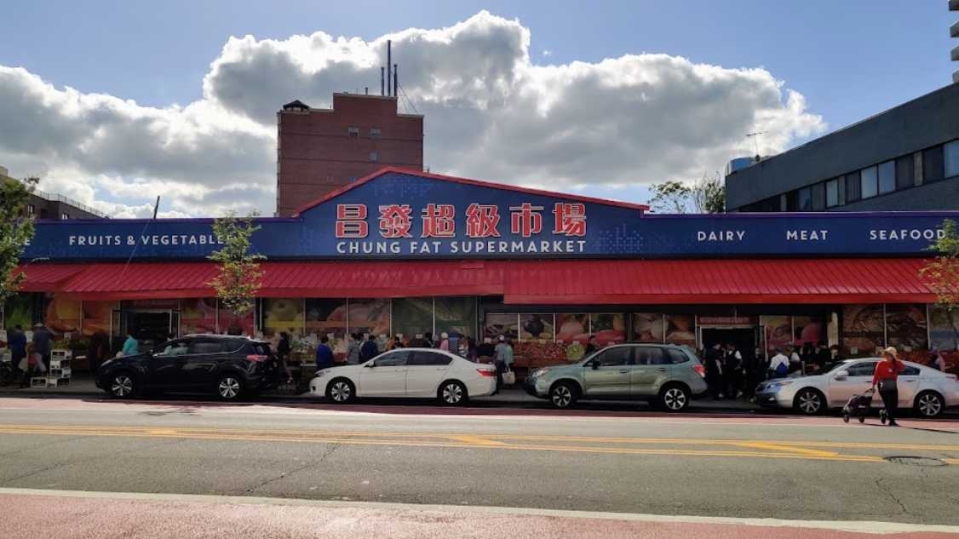 FRUITS & VEGETABLES
昌發超級市場
CHUNG FAT SUPERMARKET
DAIRY
MEAT
SEAFOOD